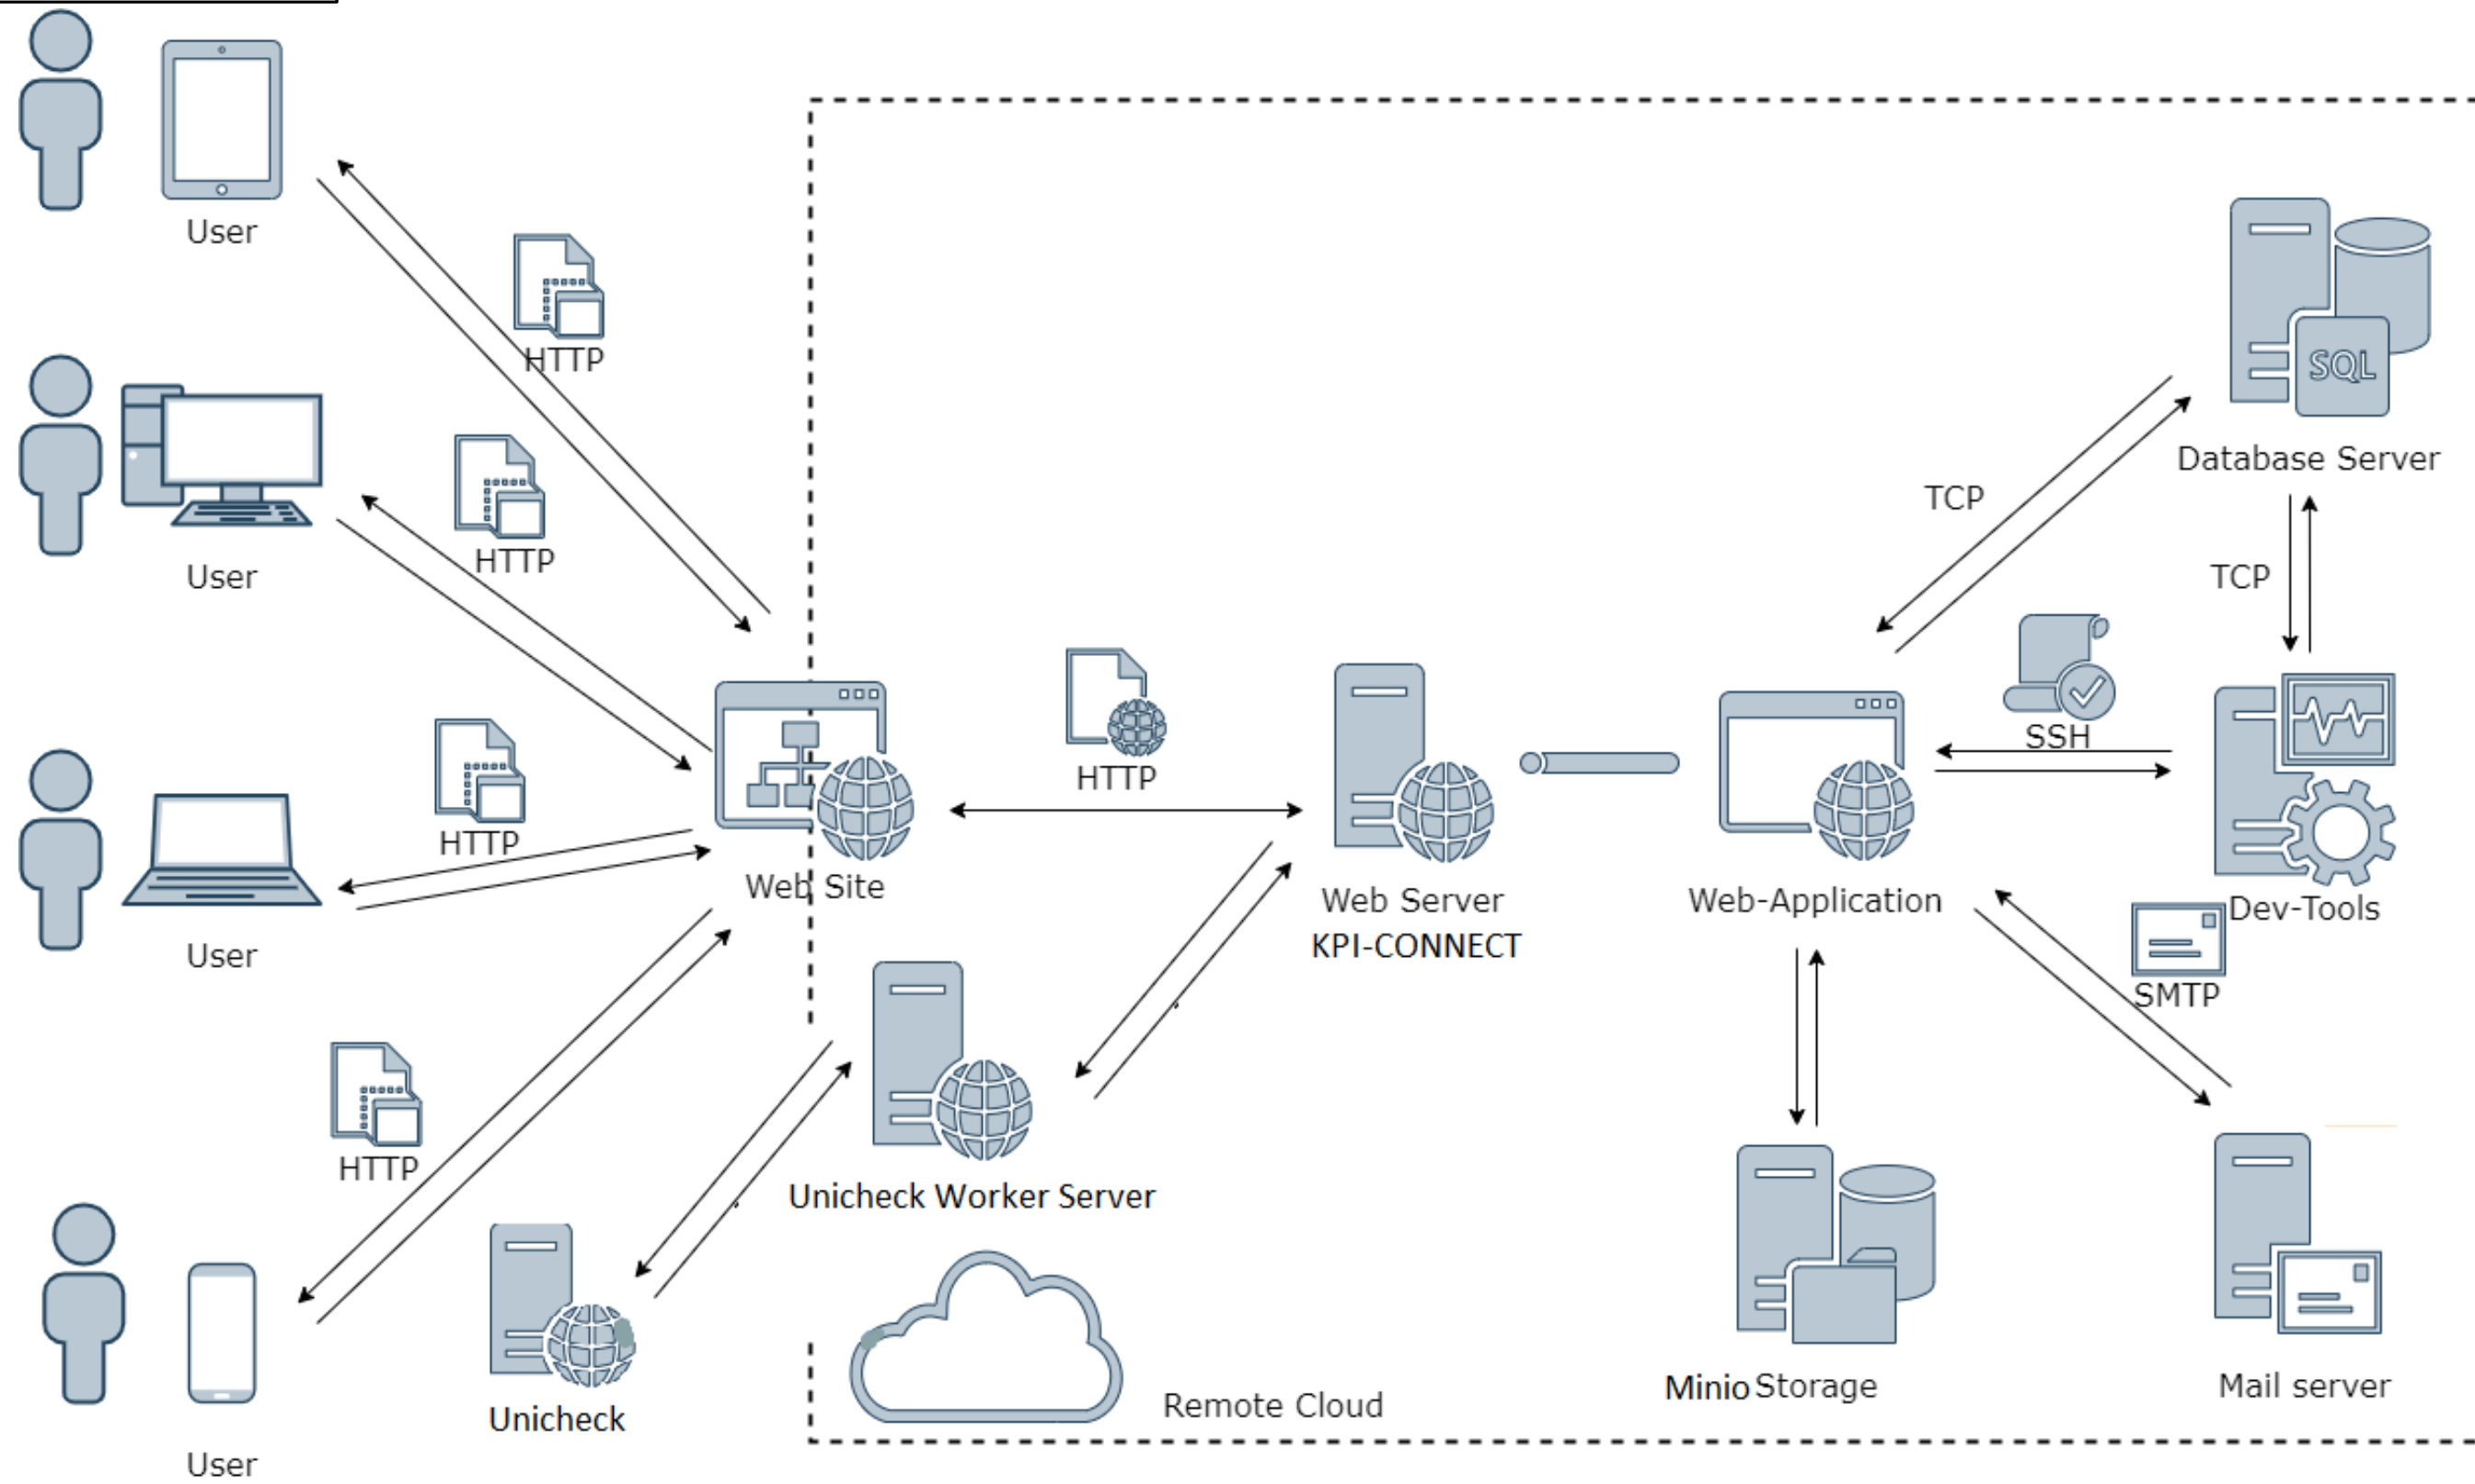 User
HTTP
SQL
Database Server
TCP
HTTP
User
TCP
SSH
HTTP
HTTP
Web Site
Web Server
KPI-CONNECT
Web-Application
Dev-Tools
User
SMTP
HTTP
Unicheck Worker Server
Unicheck
Remote Cloud
Minio Storage
Mail server
User